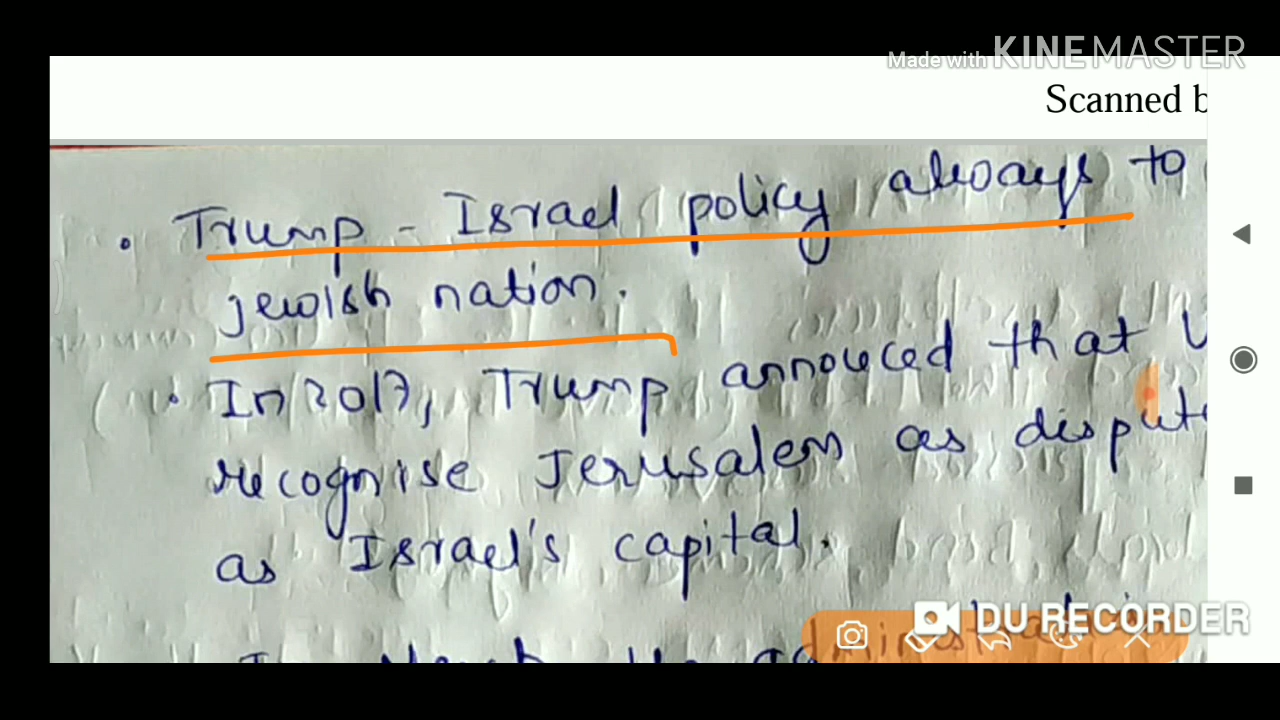 Made with KINEMASTER
Scanned b
• Trump - Israel policy always to
jewish nation.
• In 2017, Trump annouced that U
recognise Jerusalem as dispute
as Israel's capital.
DU RECORDER